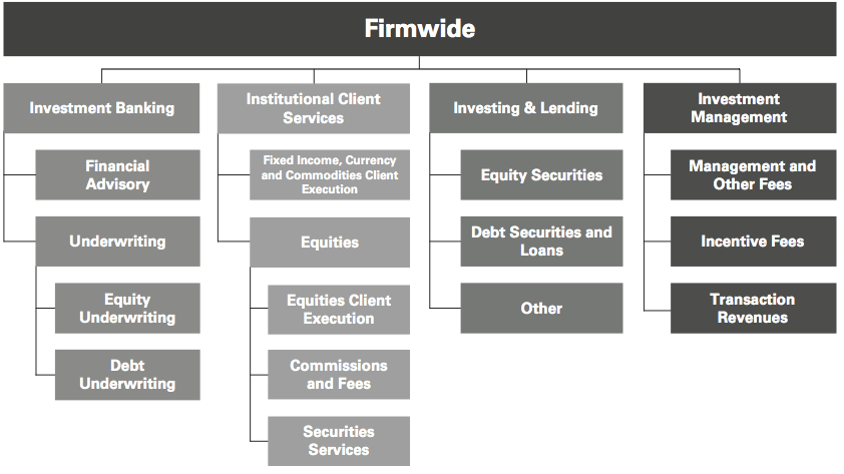 Firmwide
Investment Banking
Financial
Advisory
Underwriting
Equity
Underwriting
Debt
Underwriting
Institutional Client
Services
Fixed Income, Currency
and Commodities Client
Execution
Equities
Equities Client
Execution
Commissions
and Fees
Securities
Services
Investing & Lending
Equity Securities
Debt Securities and
Loans
Other
Investment
Management
Management and
Other Fees
Incentive Fees
Transaction
Revenues